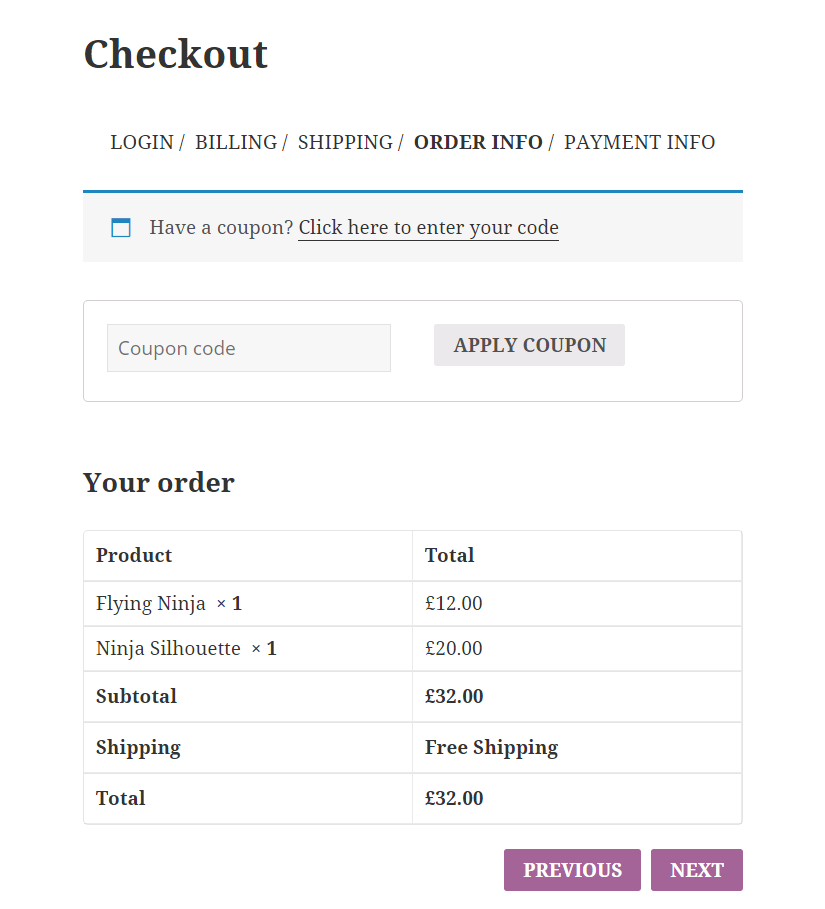 Checkout
LOGIN / BILLING / SHIPPING / ORDER INFO / PAYMENT INFO
Have a coupon? Click here to enter your code
Coupon code APPLY COUPON
Your order
Product Total
Flying Ninja × 1 £12.00
Ninja Silhouette × 1 £20.00
Subtotal £32.00
Shipping Free Shipping
Total £32.00
PREVIOUS NEXT